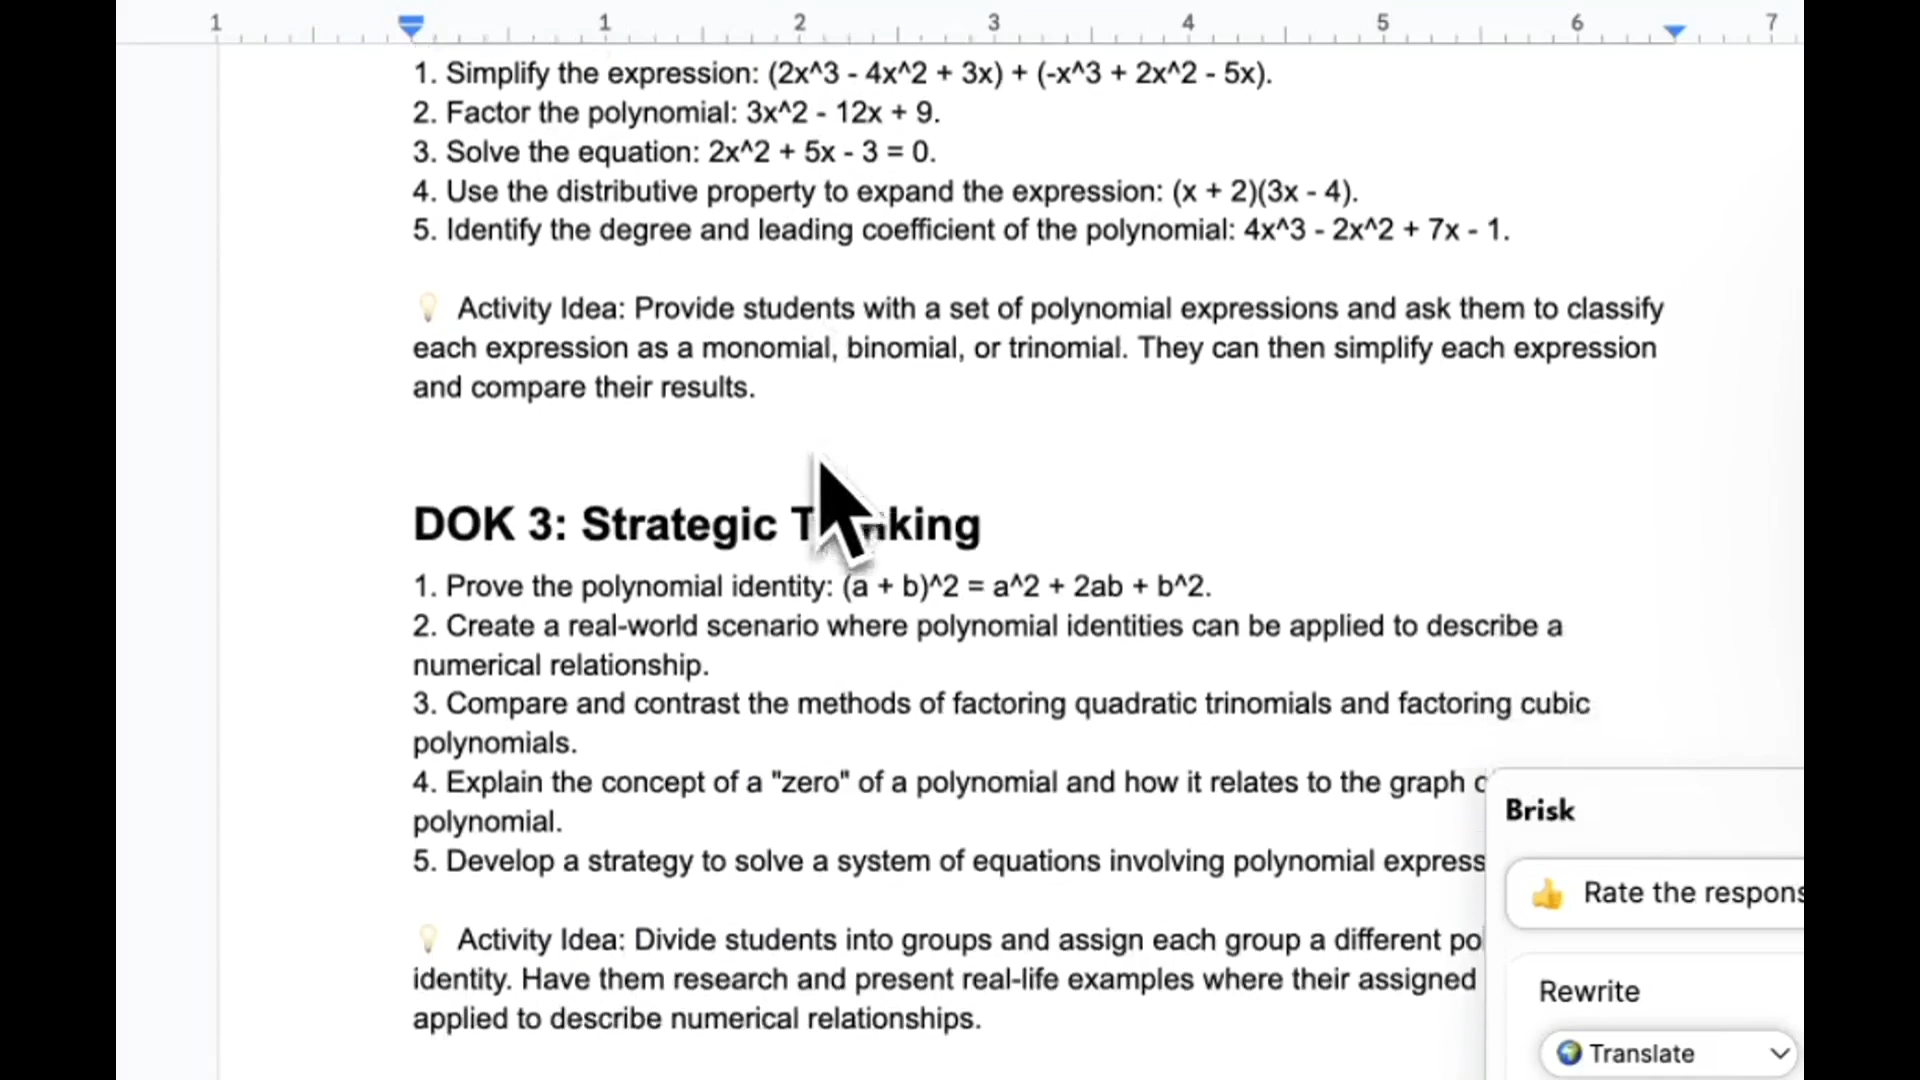 1 1 2 3 4 5 6 7
1. Simplify the expression: (2x^3 - 4x^2 + 3x) + (-x^3 + 2x^2 - 5x).
2. Factor the polynomial: 3x^2 - 12x + 9.
3. Solve the equation: 2x^2 + 5x - 3 = 0.
4. Use the distributive property to expand the expression: (x + 2)(3x - 4).
5. Identify the degree and leading coefficient of the polynomial: 4x^3 - 2x^2 + 7x - 1.
💡 Activity Idea: Provide students with a set of polynomial expressions and ask them to classify
each expression as a monomial, binomial, or trinomial. They can then simplify each expression
and compare their results.
DOK 3: Strategic
1. Prove the polynomial identity: (a + b)^2 = a^2 + 2ab + b^2.
2. Create a real-world scenario where polynomial identities can be applied to describe a
numerical relationship.
3. Compare and contrast the methods of factoring quadratic trinomials and factoring cubic
polynomials.
4. Explain the concept of a "zero" of a polynomial and how it relates to the graph
polynomial.
5. Develop a strategy to solve a system of equations involving polynomial express
💡 Activity Idea: Divide students into groups and assign each group a different po
identity. Have them research and present real-life examples where their assigned
applied to describe numerical relationships.
Brisk
👍 Rate the respons
Rewrite
🌍 Translate